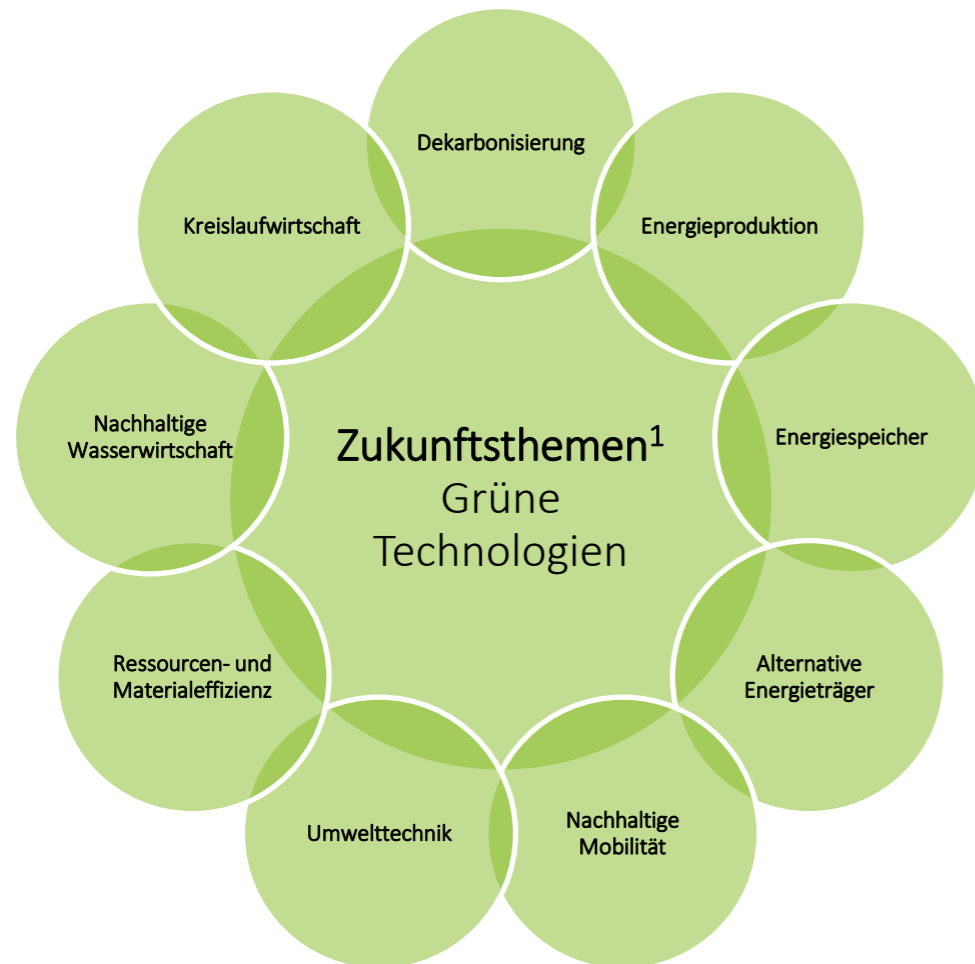 Dekarbonisierung
Kreislaufwirtschaft
Energieproduktion
Nachhaltige
Wasserwirtschaft
Zukunftsthemen¹
Grüne
Technologien
Energiespeicher
Ressourcen- und
Materialeffizienz
Alternative
Energieträger
Umwelttechnik
Nachhaltige
Mobilität